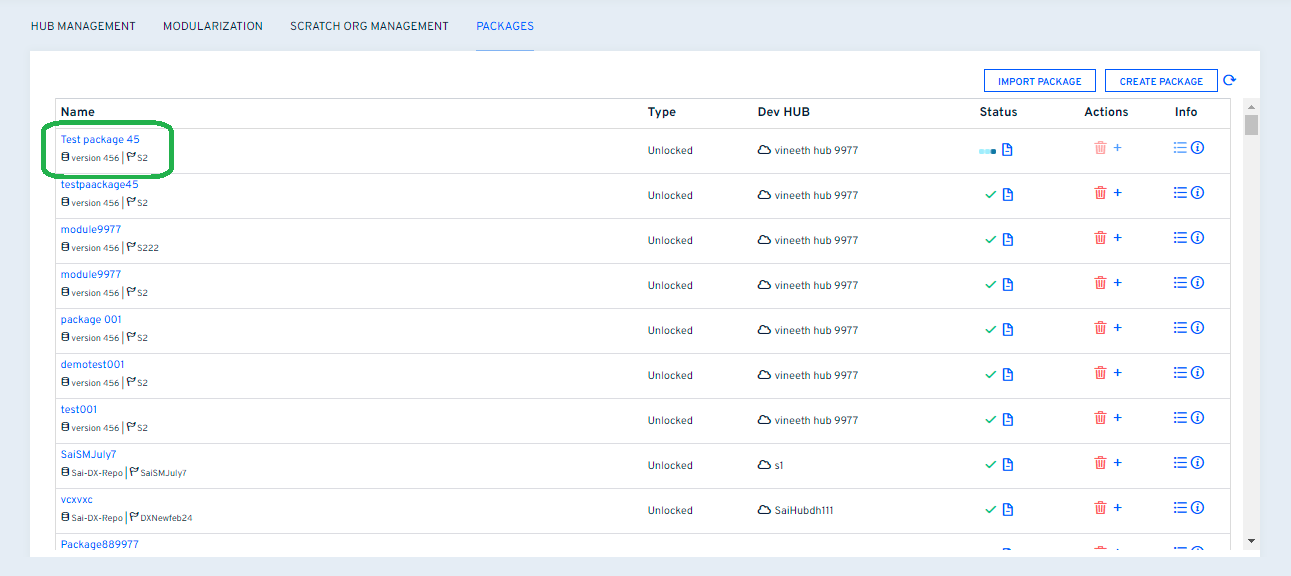 HUB MANAGEMENT MODULARIZATION SCRATCH ORG MANAGEMENT PACKAGES
IMPORT PACKAGE CREATE PACKAGE
Name Type Dev HUB Status Actions Info
Test package 45
version 456 | S2 Unlocked vineeth hub 9977
testpaackage45
version 456 | S2 Unlocked vineeth hub 9977
module9977
version 456 | S222 Unlocked vineeth hub 9977
module9977
version 456 | S2 Unlocked vineeth hub 9977
package 001
version 456 | S2 Unlocked vineeth hub 9977
demotest001
version 456 | S2 Unlocked vineeth hub 9977
test001
version 456 | S2 Unlocked vineeth hub 9977
SaiSMJuly7
Sai-DX-Repo | SaiSMJuly7 Unlocked s1
vcxvxc
Sai-DX-Repo | DXNewfeb24 Unlocked SaiHubdh111
Package889977